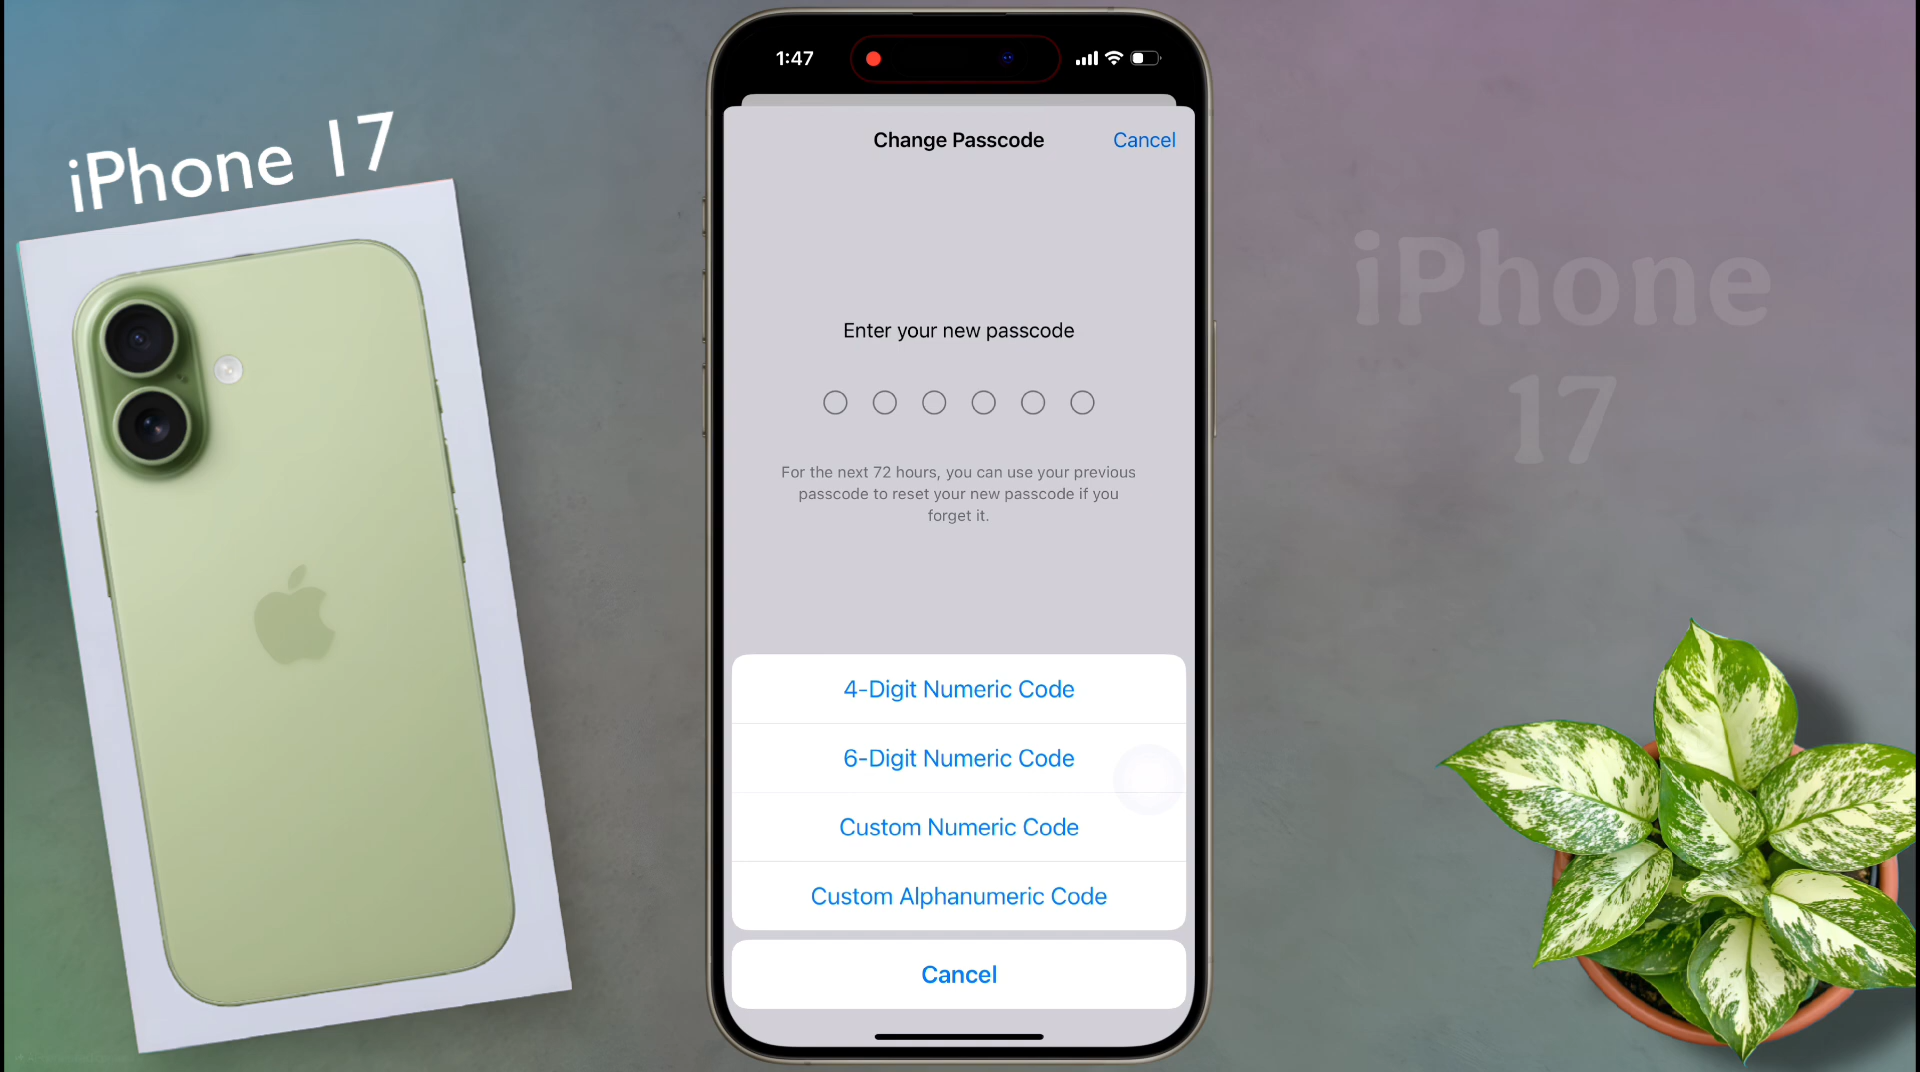 iPhone 17
1:47
Change Passcode
Cancel
Enter your new passcode
For the next 72 hours, you can use your previous
passcode to reset your new passcode if you
forget it.
4-Digit Numeric Code
6-Digit Numeric Code
Custom Numeric Code
Custom Alphanumeric Code
Cancel
iPhone
17